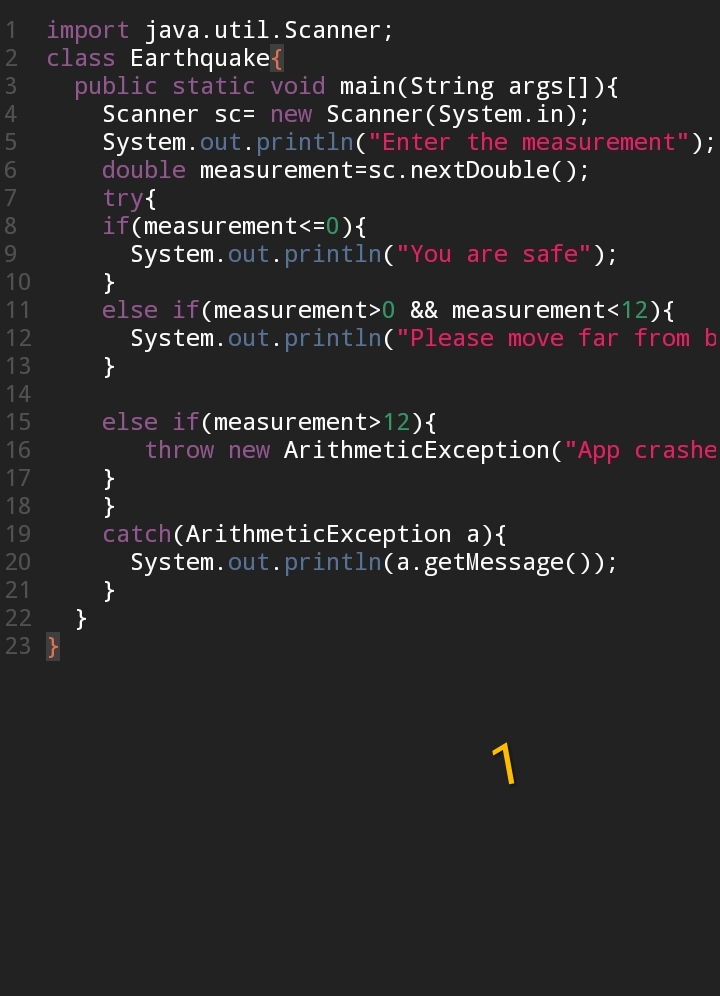 1 import java.util.Scanner;
2 class Earthquake{
3 public static void main(String args[]){
4 Scanner sc= new Scanner(System.in);
5 System.out.println("Enter the measurement");
6 double measurement=sc.nextDouble();
7 try{
8 if(measurement<=0){
9 System.out.println("You are safe");
10 }
11 else if(measurement>0 && measurement<12){
12 System.out.println("Please move far from b
13 }
14
15 else if(measurement>12){
16 throw new ArithmeticException("App crashe
17 }
18 }
19 catch(ArithmeticException a){
20 System.out.println(a.getMessage());
21 }
22 }
23 }
1